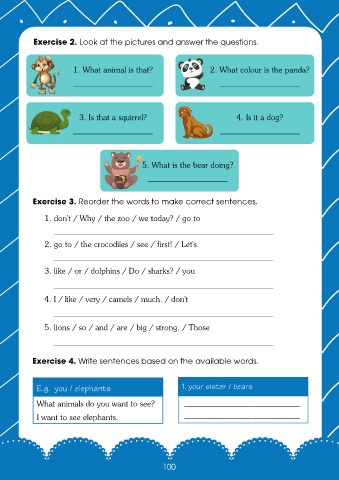 Exercise 2. Look at the pictures and answer the questions.
1. What animal is that?
2. What colour is the panda?
3. Is that a squirrel?
4. Is it a dog?
5. What is the bear doing?
Exercise 3. Reorder the words to make correct sentences.
1. don't / Why / the zoo / we today? / go to
2. go to / the crocodiles / see / first! / Let's
3. like / or / dolphins / Do / sharks? / you
4. I / like / very / camels / much. / don't
5. lions / so / and / are / big / strong. / Those
Exercise 4. Write sentences based on the available words.
E.g. you / elephants
What animals do you want to see?
I want to see elephants.
1. your sister / bears
100